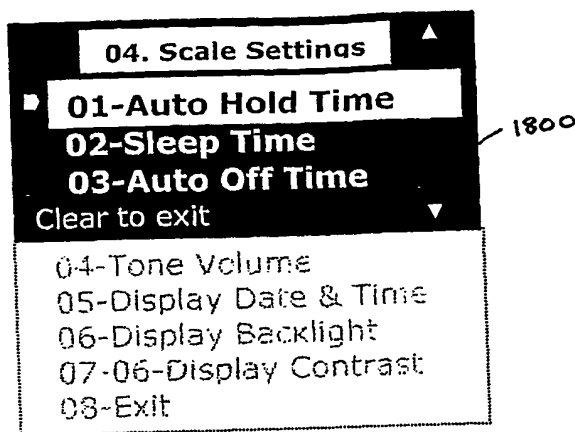 04. Scale Settings
01-Auto Hold Time
1800
02-Sleep Time
03-Auto Off Time
Clear to exit
04-Tone Volume
05-Display Date & Time
06-Display Backlight
07-06-Display Contrast
08-Exit